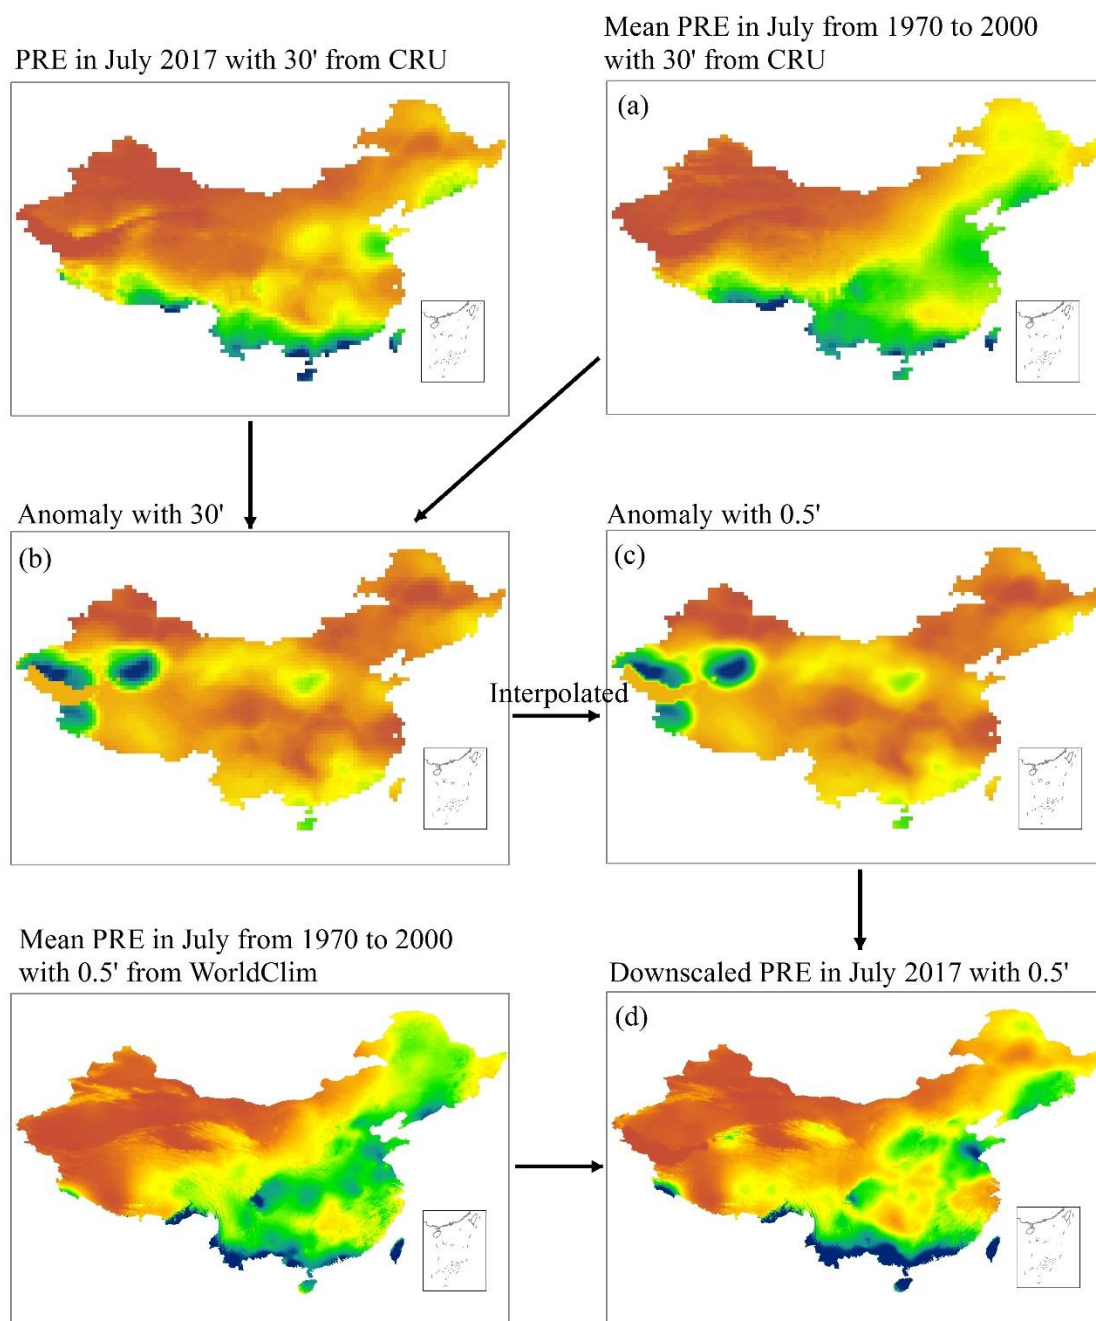 PRE in July 2017 with 30' from CRU
Mean PRE in July from 1970 to 2000
with 30' from CRU
(a)
Anomaly with 30'
(b)
Interpolated
Anomaly with 0.5'
(c)
Mean PRE in July from 1970 to 2000
with 0.5' from WorldClim
Downscaled PRE in July 2017 with 0.5'
(d)